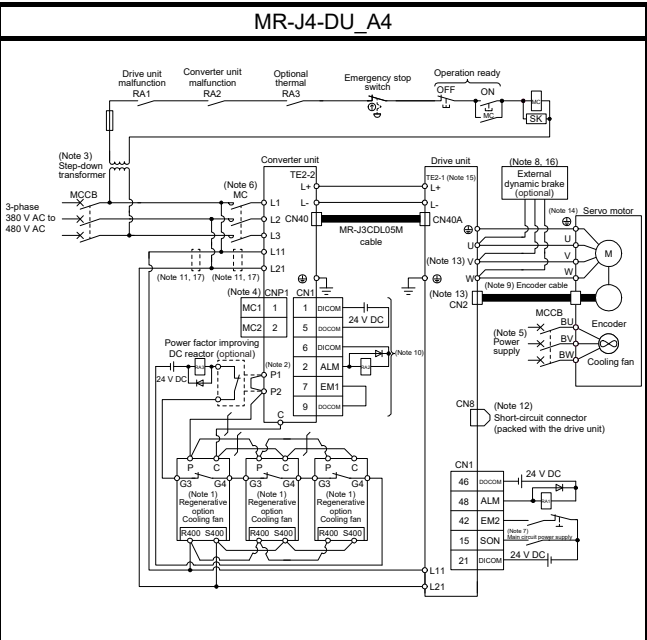 MR-J4-DU_A4
Drive unit malfunction RA1
Converter unit malfunction RA2
Optional thermal RA3
Emergency stop switch
Operation ready
OFF
ON
MC
MC
SK
(Note 3)
Step-down transformer
MCCB
3-phase
380 V AC to
480 V AC
(Note 6)
MC
(Note 11, 17)
(Note 11, 17)
Converter unit
TE2-2
L+
L-
L1
L2
L3
L11
L21
CN40
MR-J3CDL05M
cable
Drive unit
TE2-1 (Note 15)
L+
L-
CN40A
(Note 8, 16)
External dynamic brake (optional)
(Note 14)
Servo motor
U
U
(Note 13) V
V
W
W
M
(Note 13)
CN2
(Note 9) Encoder cable
Encoder
MCCB
BU
BV
BW
(Note 5)
Power supply
Cooling fan
(Note 4) CNP1
MC1 1
MC2 2
CN1
1 DICOM
5 DOCOM
24 V DC
6 DICOM
2 ALM
7 EM1
9 DOCOM
(Note 10)
RA2
Power factor improving
DC reactor (optional)
24 V DC
RA3
(Note 2)
P1
P2
C
P C
G3 G4
(Note 1)
Regenerative option
Cooling fan
R400 S400
P C
G3 G4
(Note 1)
Regenerative option
Cooling fan
R400 S400
P C
G3 G4
(Note 1)
Regenerative option
Cooling fan
R400 S400
CN8
(Note 12)
Short-circuit connector
(packed with the drive unit)
CN1
46 DOCOM
24 V DC
48 ALM
RA1
42 EM2
(Note 7)
Main circuit power supply
15 SON
21 DICOM
24 V DC
L11
L21